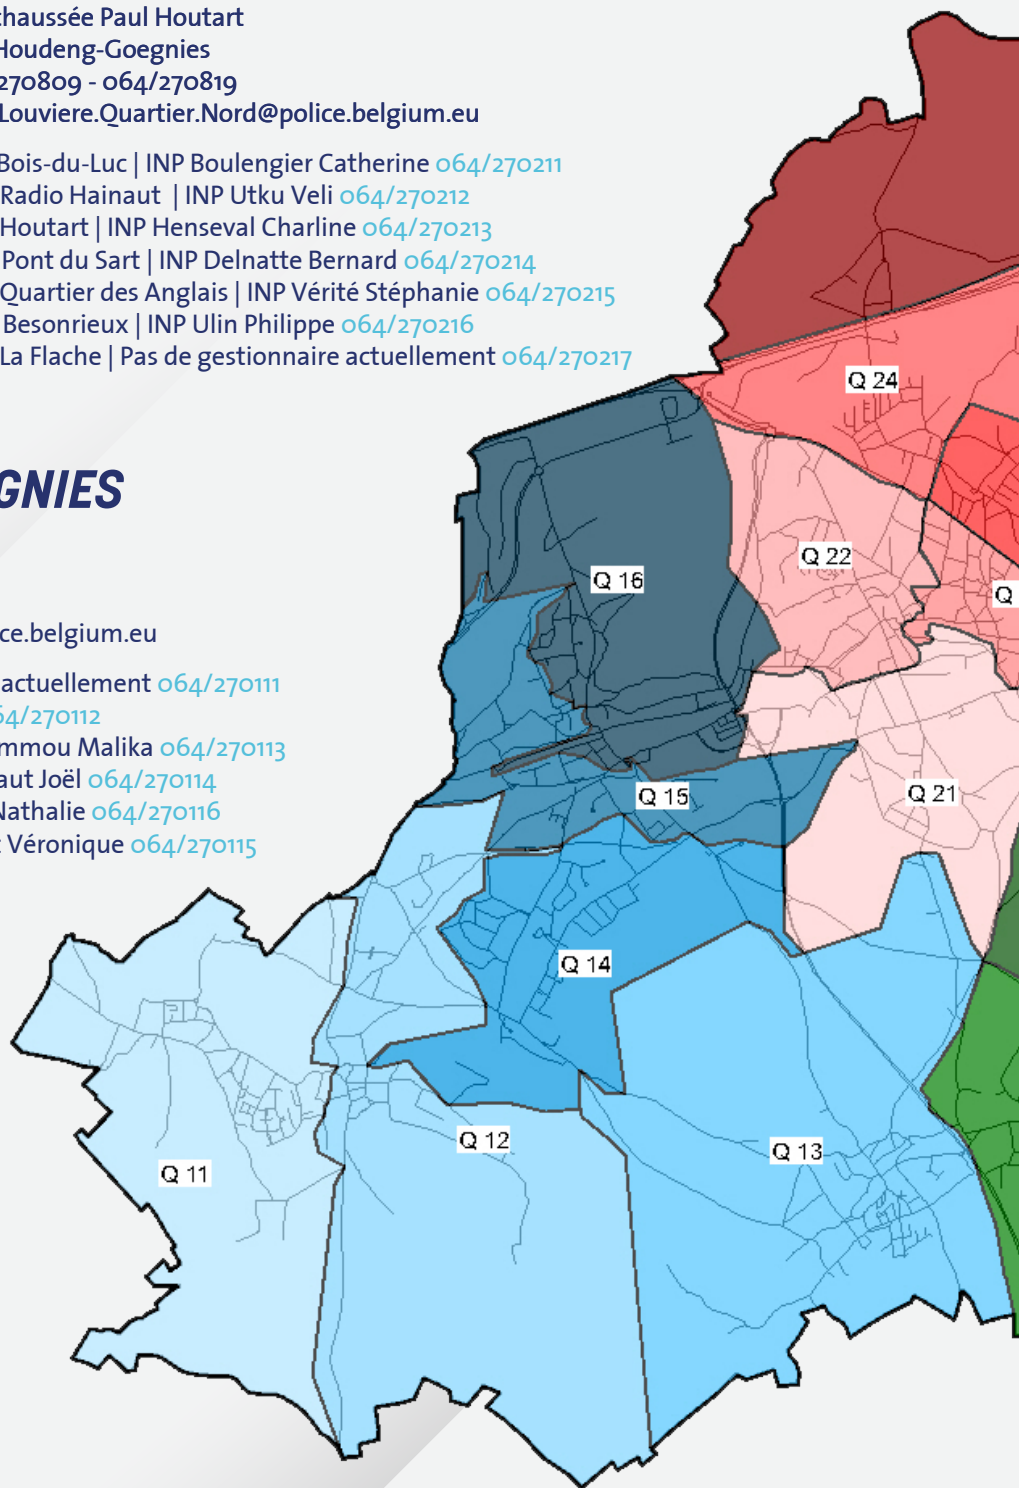 haussée Paul Houtart
Houdeng-Goegnies
270809 - 064/270819
Louviere.Quartier.Nord@police.belgium.eu
Bois-du-Luc | INP Boulengier Catherine 064/270211
Radio Hainaut | INP Utku Veli 064/270212
Houtart | INP Henseval Charline 064/270213
Pont du Sart | INP Delnatte Bernard 064/270214
Quartier des Anglais | INP Vérité Stéphanie 064/270215
Besonrieux | INP Ulin Philippe 064/270216
La Flache | Pas de gestionnaire actuellement 064/270217
Q 24
GNIES
Q 22
Q 16
Q
ce.belgium.eu
actuellement 064/270111
64/270112
mmou Malika 064/270113
aut Joël 064/270114
Nathalie 064/270116
t Véronique 064/270115
Q 15
Q 21
Q 14
Q 12
Q 13
Q 11